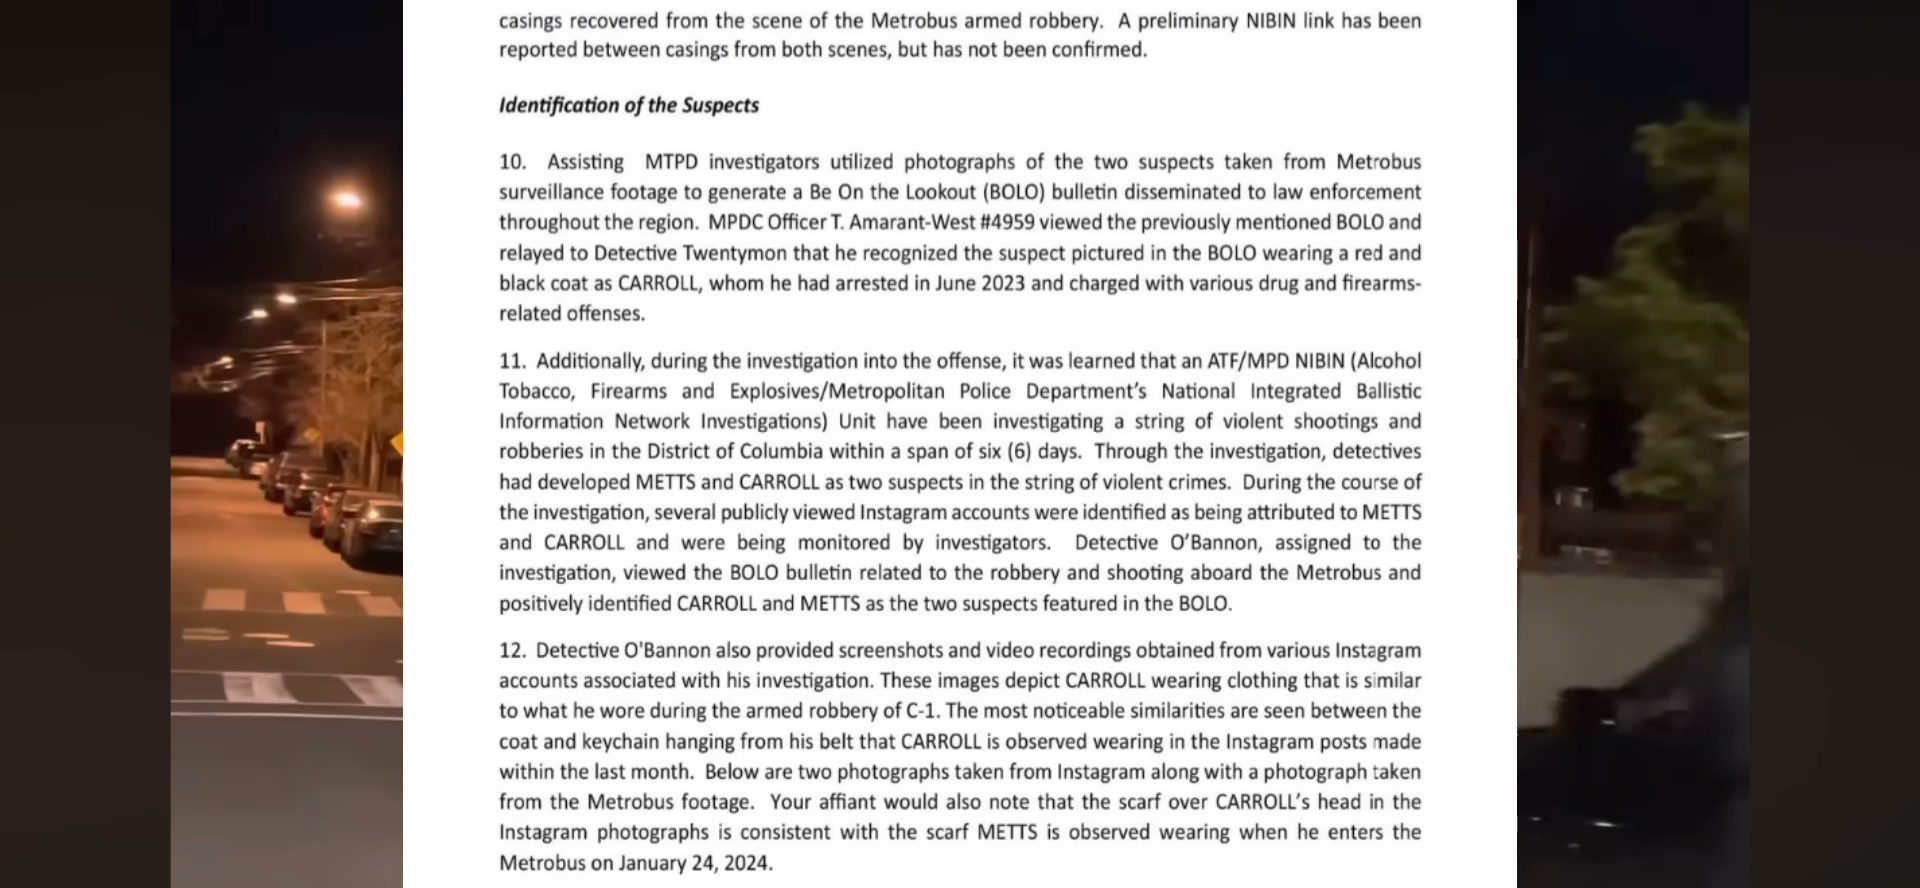 casings recovered from the scene of the Metrobus armed robbery. A preliminary NIBIN link has been
reported between casings from both scenes, but has not been confirmed.
Identification of the Suspects
10. Assisting MTPD investigators utilized photographs of the two suspects taken from Metrobus
surveillance footage to generate a Be On the Lookout (BOLO) bulletin disseminated to law enforcement
throughout the region. MPDC Officer T. Amarant-West #4959 viewed the previously mentioned BOLO and
relayed to Detective Twentymon that he recognized the suspect pictured in the BOLO wearing a red and
black coat as CARROLL, whom he had arrested in June 2023 and charged with various drug and firearms-
related offenses.
11. Additionally, during the investigation into the offense, it was learned that an ATF/MPD NIBIN (Alcohol
Tobacco, Firearms and Explosives/Metropolitan Police Department's National Integrated Ballistic
Information Network Investigations) Unit have been investigating a string of violent shootings and
robberies in the District of Columbia within a span of six (6) days. Through the investigation, detectives
had developed METTS and CARROLL as two suspects in the string of violent crimes. During the course of
the investigation, several publicly viewed Instagram accounts were identified as being attributed to METTS
and CARROLL and were being monitored by investigators. Detective O'Bannon, assigned to the
investigation, viewed the BOLO bulletin related to the robbery and shooting aboard the Metrobus and
positively identified CARROLL and METTS as the two suspects featured in the BOLO.
12. Detective O'Bannon also provided screenshots and video recordings obtained from various Instagram
accounts associated with his investigation. These images depict CARROLL wearing clothing that is similar
to what he wore during the armed robbery of C-1. The most noticeable similarities are seen between the
coat and keychain hanging from his belt that CARROLL is observed wearing in the Instagram posts made
within the last month. Below are two photographs taken from Instagram along with a photograph taken
from the Metrobus footage. Your affiant would also note that the scarf over CARROLL's head in the
Instagram photographs is consistent with the scarf METTS is observed wearing when he enters the
Metrobus on January 24, 2024.